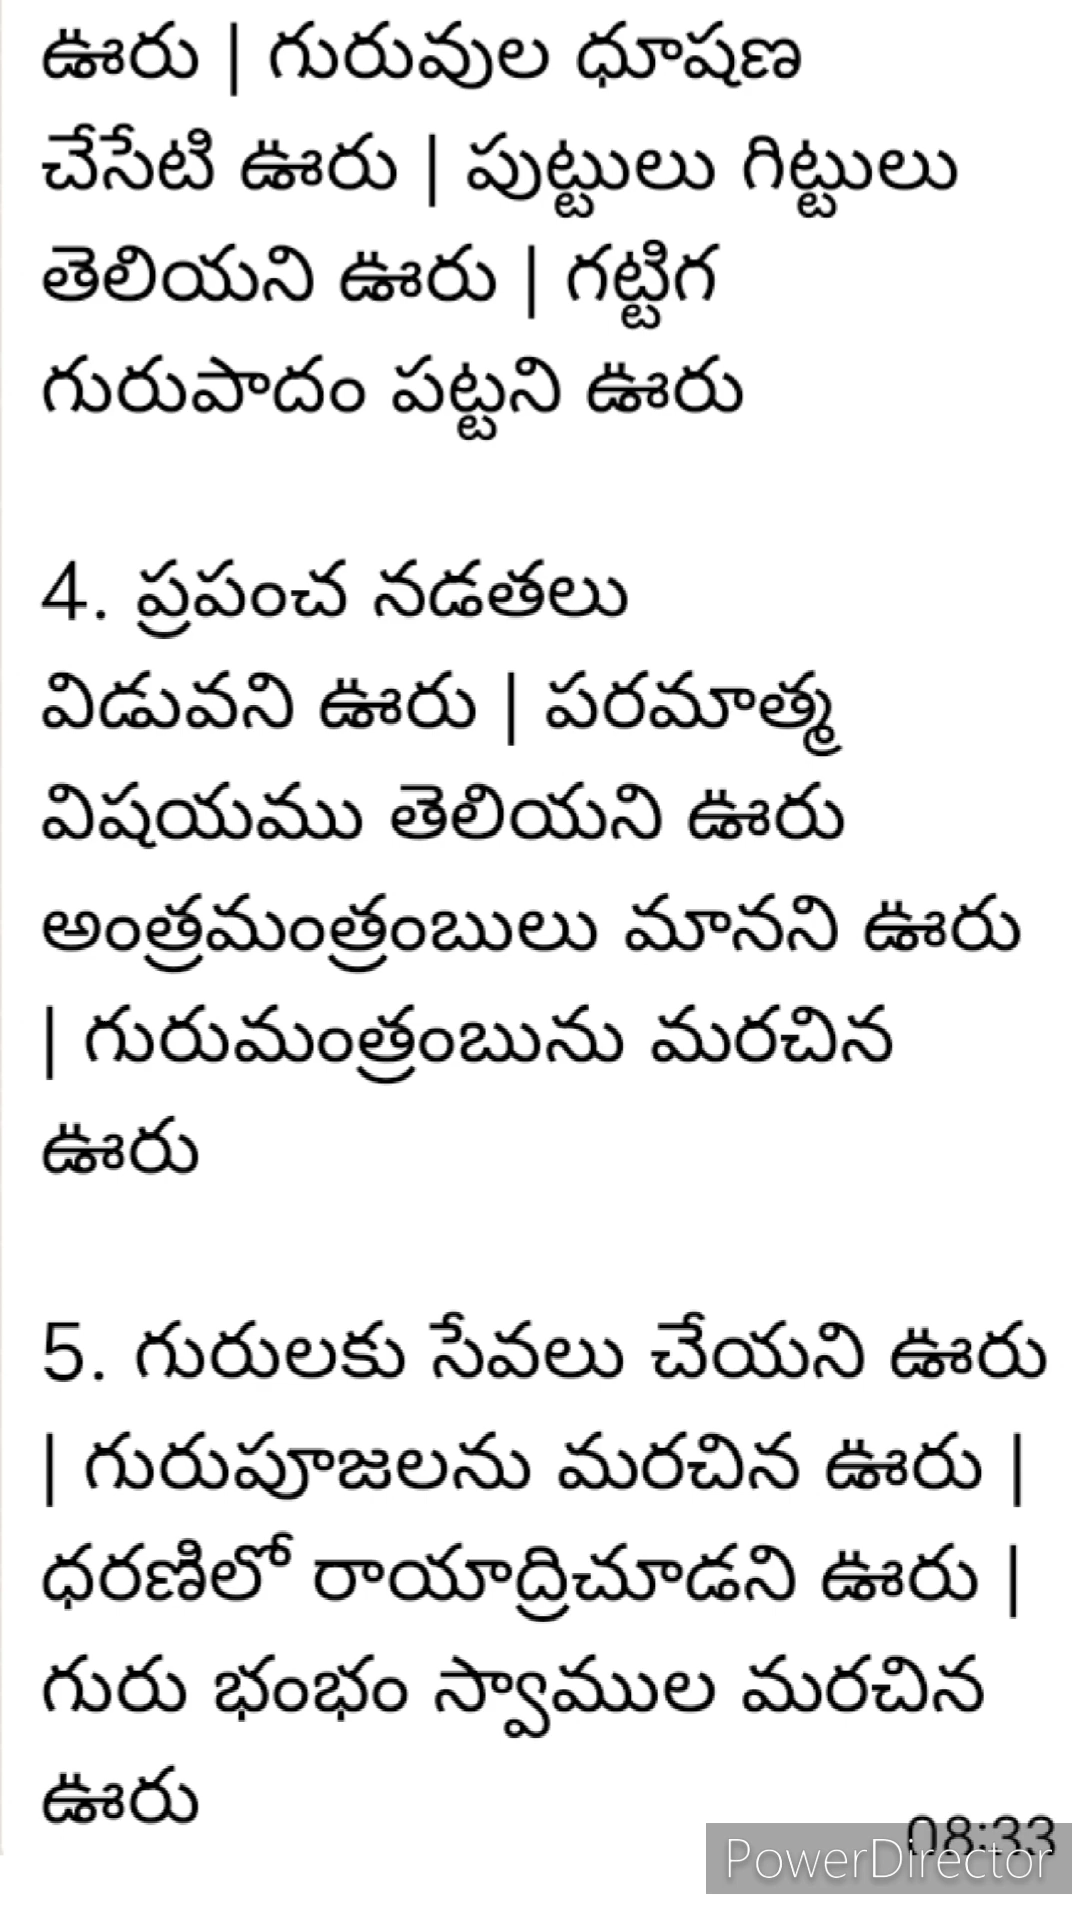 ఊరు | గురువుల ధూషణ
చేసేటి ఊరు | పుట్టులు గిట్టులు
తెలియని ఊరు | గట్టిగ
గురుపాదం పట్టని ఊరు
4. ప్రపంచ నడతలు
విడువని ఊరు | పరమాత్మ
విషయము తెలియని ఊరు
అంత్రమంత్రంబులు మానని ఊరు
| గురుమంత్రంబును మరచిన
ఊరు
5. గురులకు సేవలు చేయని ఊరు
| గురుపూజలను మరచిన ఊరు |
ధరణిలో రాయాద్రిచూడని ఊరు |
గురు భంభం స్వాముల మరచిన
ఊరు
08:33
PowerDirector